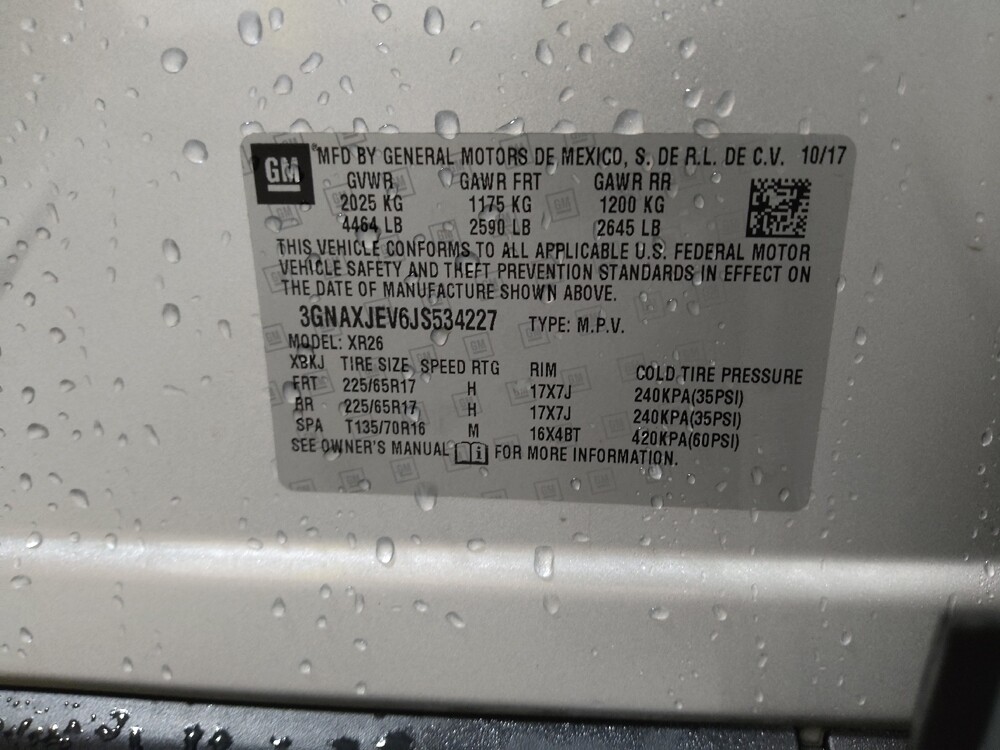 GM MFD BY GENERAL MOTORS DE MEXICO, S. DE R.L. DE C.V. 10/17
GVWR GAWR FRT GAWR RR
2025 KG 1175 KG 1200 KG
4464 LB 2590 LB 2645 LB
THIS VEHICLE CONFORMS TO ALL APPLICABLE U.S. FEDERAL MOTOR
VEHICLE SAFETY AND THEFT PREVENTION STANDARDS IN EFFECT ON
THE DATE OF MANUFACTURE SHOWN ABOVE.
3GNAXJEV6JS534227 TYPE: M.P.V.
MODEL: XR26
XBKJ TIRE SIZE SPEED RTG RIM COLD TIRE PRESSURE
FRT 225/65R17 H 17X7J 240KPA(35PSI)
RR 225/65R17 H 17X7J 240KPA(35PSI)
SPA T135/70R16 M 16X4BT 420KPA(60PSI)
SEE OWNER'S MANUAL FOR MORE INFORMATION.